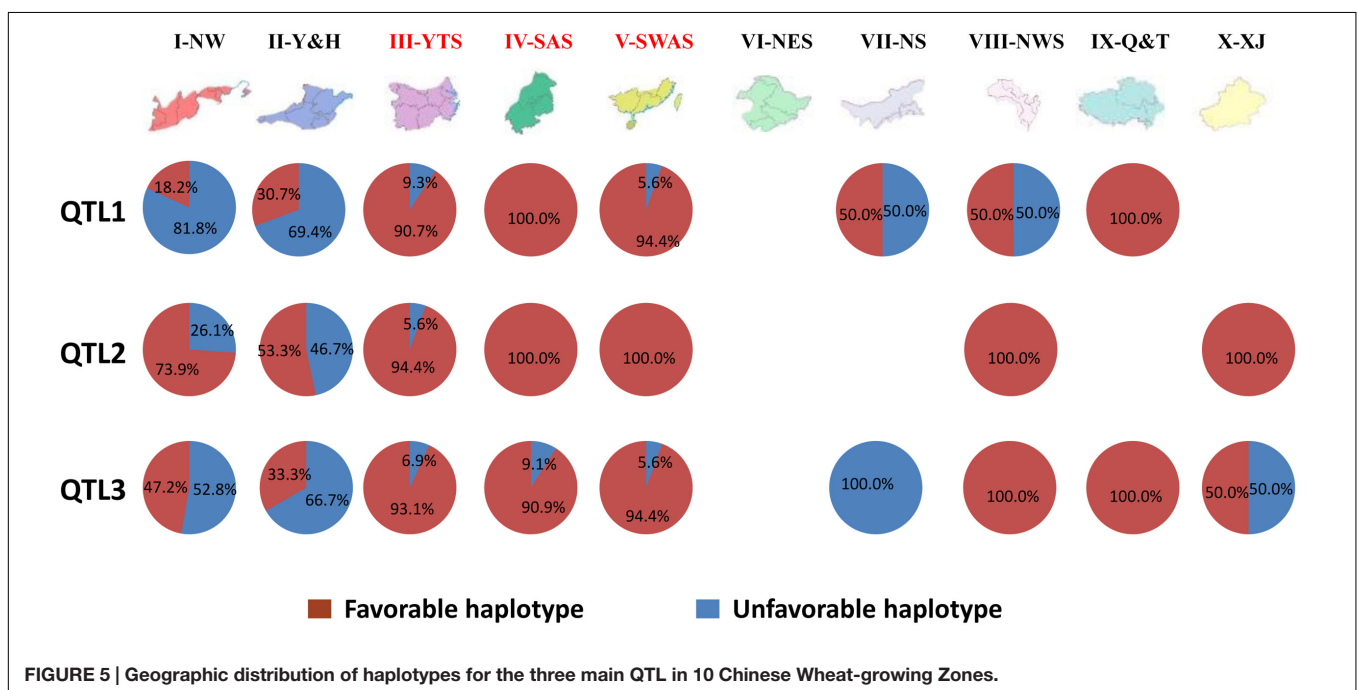 I-NW II-Y&H III-YTS IV-SAS V-SWAS VI-NES VII-NS VIII-NWS IX-Q&T X-XJ
QTL1
18.2% 81.8% 30.7% 69.4% 9.3% 90.7% 100.0% 5.6% 94.4% 50.0% 50.0% 50.0% 50.0% 100.0%
QTL2
26.1% 73.9% 53.3% 46.7% 5.6% 94.4% 100.0% 100.0% 100.0% 100.0%
QTL3
47.2% 52.8% 33.3% 66.7% 6.9% 93.1% 9.1% 90.9% 5.6% 94.4% 100.0% 100.0% 100.0% 50.0% 50.0%
Favorable haplotype Unfavorable haplotype
FIGURE 5 | Geographic distribution of haplotypes for the three main QTL in 10 Chinese Wheat-growing Zones.